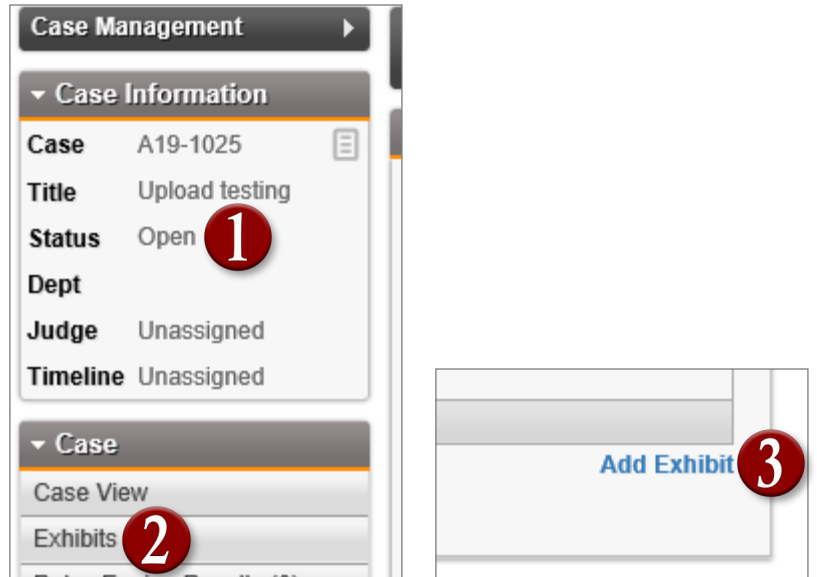 Case Management
Case Information
Case A19-1025
Title Upload testing
Status Open 1
Dept
Judge Unassigned
Timeline Unassigned
Case
Case View
Exhibits 2
Add Exhibit 3